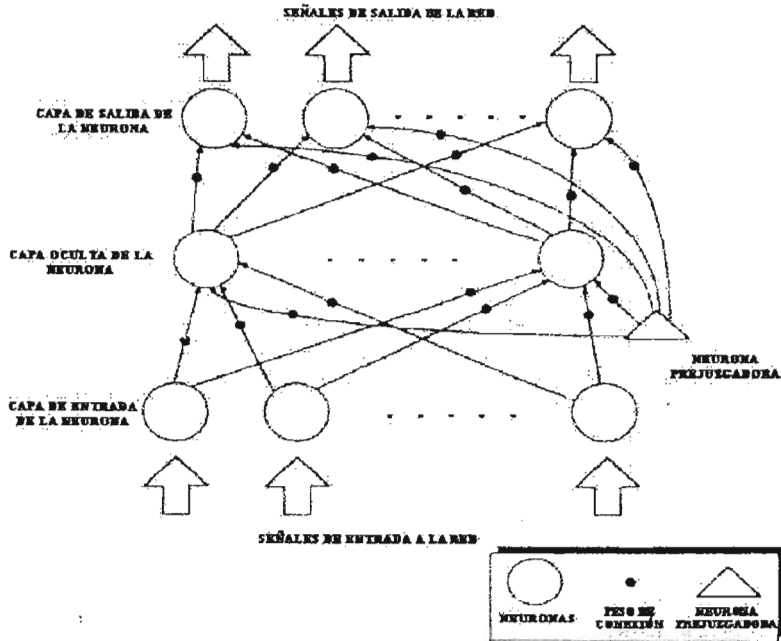 SEÑALES DE SALIDA DE LA RED
CAPA DE SALIDA DE
LA NEURONA
CAPA OCULTA DE LA
NEURONA
NEURONA
PREJUZGADORA
CAPA DE ENTRADA
DE LA NEURONA
SEÑALES DE ENTRADA A LA RED
NEURONAS
PESO DE
CONEXIÓN
NEURONA
PREJUZGADORA